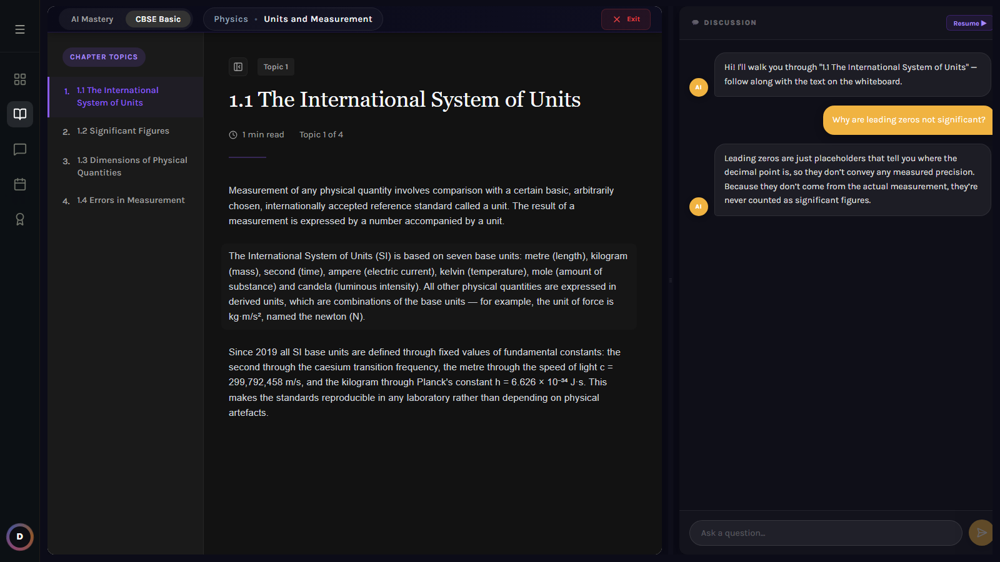 AI Mastery
CBSE Basic
Physics • Units and Measurement
Exit
CHAPTER TOPICS
1. 1.1 The International
System of Units
2. 1.2 Significant Figures
3. 1.3 Dimensions of Physical
Quantities
4. 1.4 Errors in Measurement
D
Topic 1
1.1 The International System of Units
1 min read
Topic 1 of 4
Measurement of any physical quantity involves comparison with a certain basic, arbitrarily
chosen, internationally accepted reference standard called a unit. The result of a
measurement is expressed by a number accompanied by a unit.
The International System of Units (SI) is based on seven base units: metre (length), kilogram
(mass), second (time), ampere (electric current), kelvin (temperature), mole (amount of
substance) and candela (luminous intensity). All other physical quantities are expressed in
derived units, which are combinations of the base units — for example, the unit of force is
kg·m/s², named the newton (N).
Since 2019 all SI base units are defined through fixed values of fundamental constants: the
second through the caesium transition frequency, the metre through the speed of light c =
299,792,458 m/s, and the kilogram through Planck's constant h = 6.626 × 10⁻³⁴ J·s. This
makes the standards reproducible in any laboratory rather than depending on physical
artefacts.
DISCUSSION
Resume ▶
Hi! I'll walk you through "1.1 The International System of Units" —
follow along with the text on the whiteboard.
AI
Why are leading zeros not significant?
Leading zeros are just placeholders that tell you where the
decimal point is, so they don’t convey any measured precision.
Because they don’t come from the actual measurement, they’re
never counted as significant figures.
AI
Ask a question...